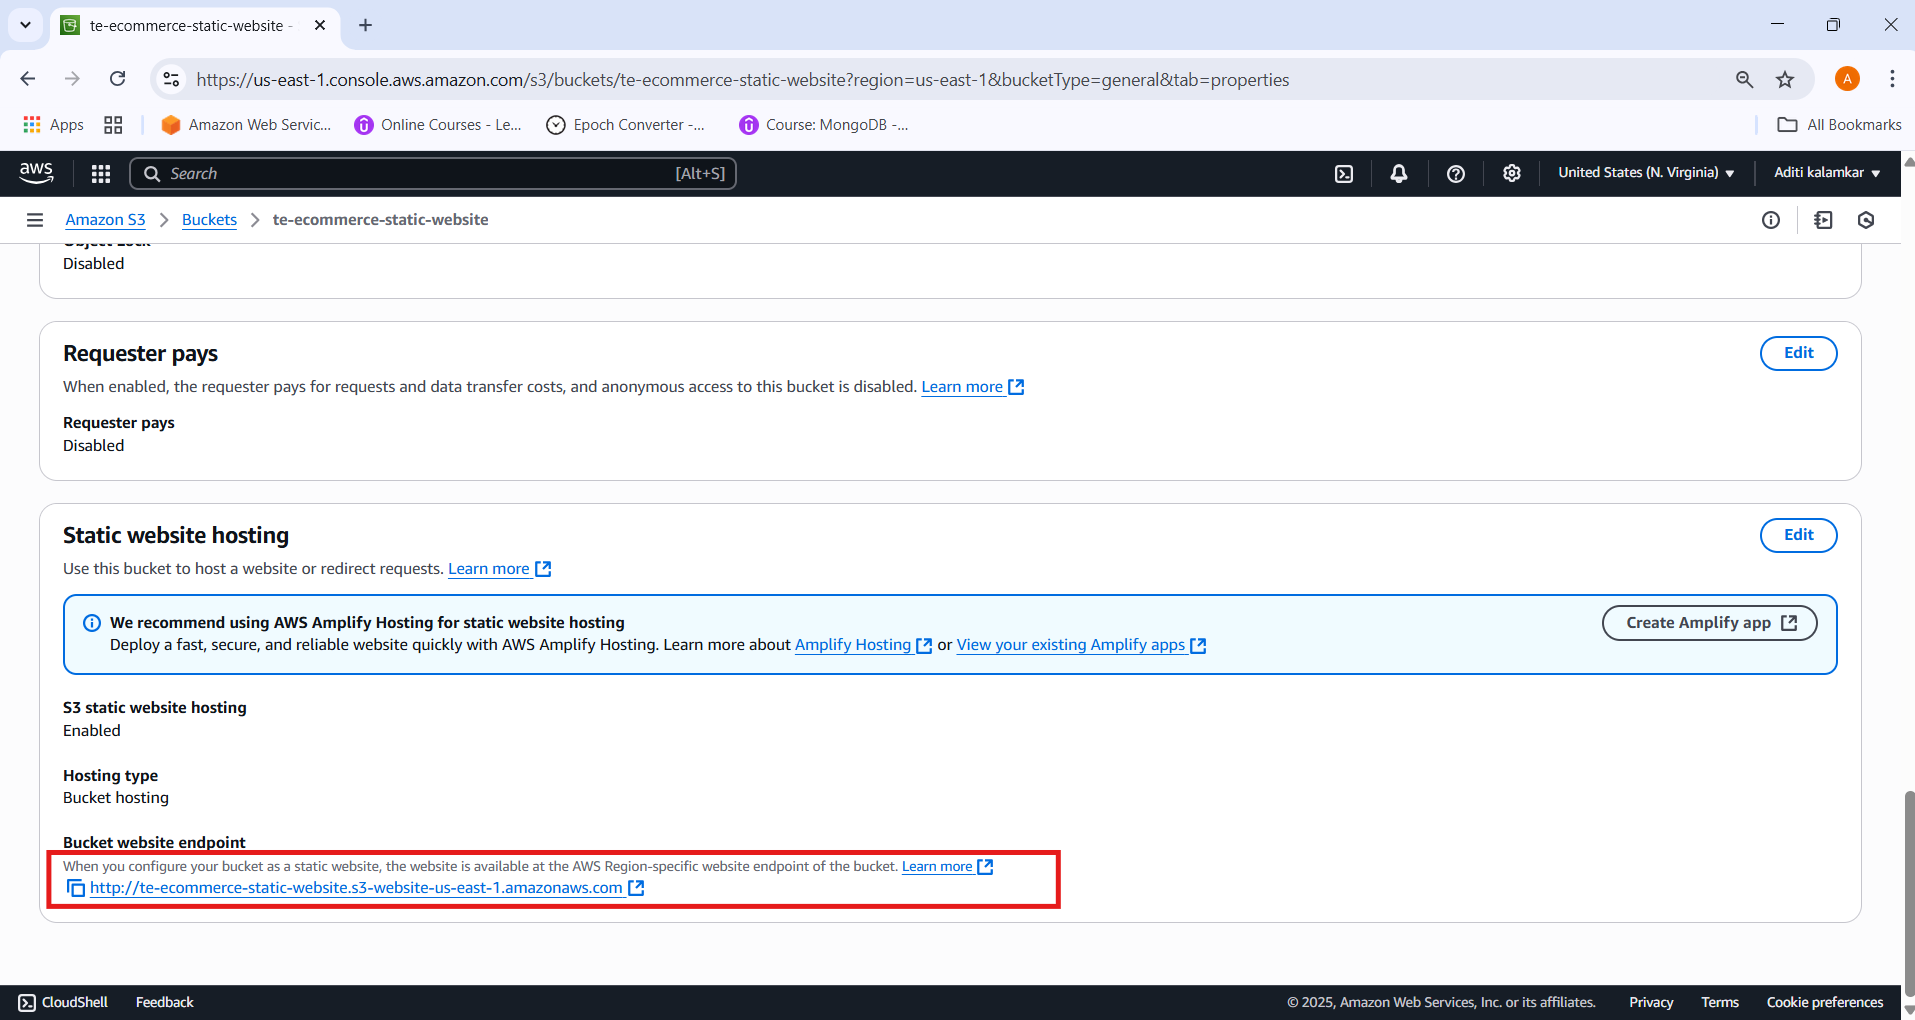 te-ecommerce-static-website -
https://us-east-1.console.aws.amazon.com/s3/buckets/te-ecommerce-static-website?region=us-east-1&bucketType=general&tab=properties
A
Apps
Amazon Web Servic...
Online Courses - Le...
Epoch Converter -...
Course: MongoDB -...
All Bookmarks
aws
Search
[Alt+S]
United States (N. Virginia)
Aditi kalamkar
Amazon S3
Buckets
te-ecommerce-static-website
Object Lock
Disabled
Requester pays
Edit
When enabled, the requester pays for requests and data transfer costs, and anonymous access to this bucket is disabled. Learn more
Requester pays
Disabled
Static website hosting
Edit
Use this bucket to host a website or redirect requests. Learn more
We recommend using AWS Amplify Hosting for static website hosting
Deploy a fast, secure, and reliable website quickly with AWS Amplify Hosting. Learn more about Amplify Hosting or View your existing Amplify apps
Create Amplify app
S3 static website hosting
Enabled
Hosting type
Bucket hosting
Bucket website endpoint
When you configure your bucket as a static website, the website is available at the AWS Region-specific website endpoint of the bucket. Learn more
http://te-ecommerce-static-website.s3-website-us-east-1.amazonaws.com
CloudShell
Feedback
© 2025, Amazon Web Services, Inc. or its affiliates.
Privacy
Terms
Cookie preferences